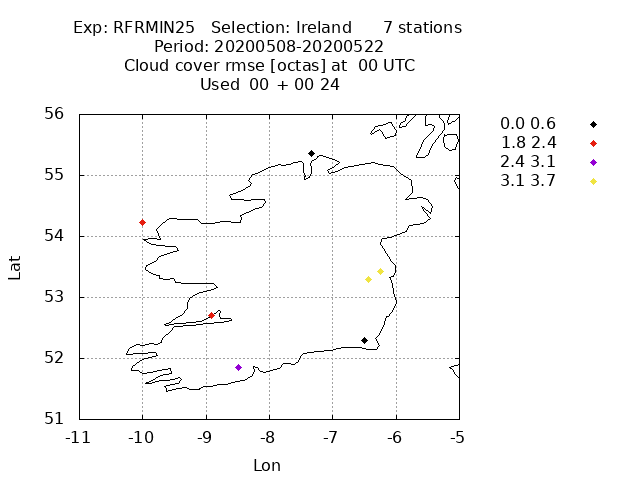 Exp: RFRMIN25   Selection: Ireland      7 stations
Period: 20200508-20200522
Cloud cover rmse [octas] at  00 UTC
Used  00 + 00 24
0.0 0.6
1.8 2.4
2.4 3.1
3.1 3.7
56
55
54
53
52
51
Lat
-11 -10 -9 -8 -7 -6 -5
Lon